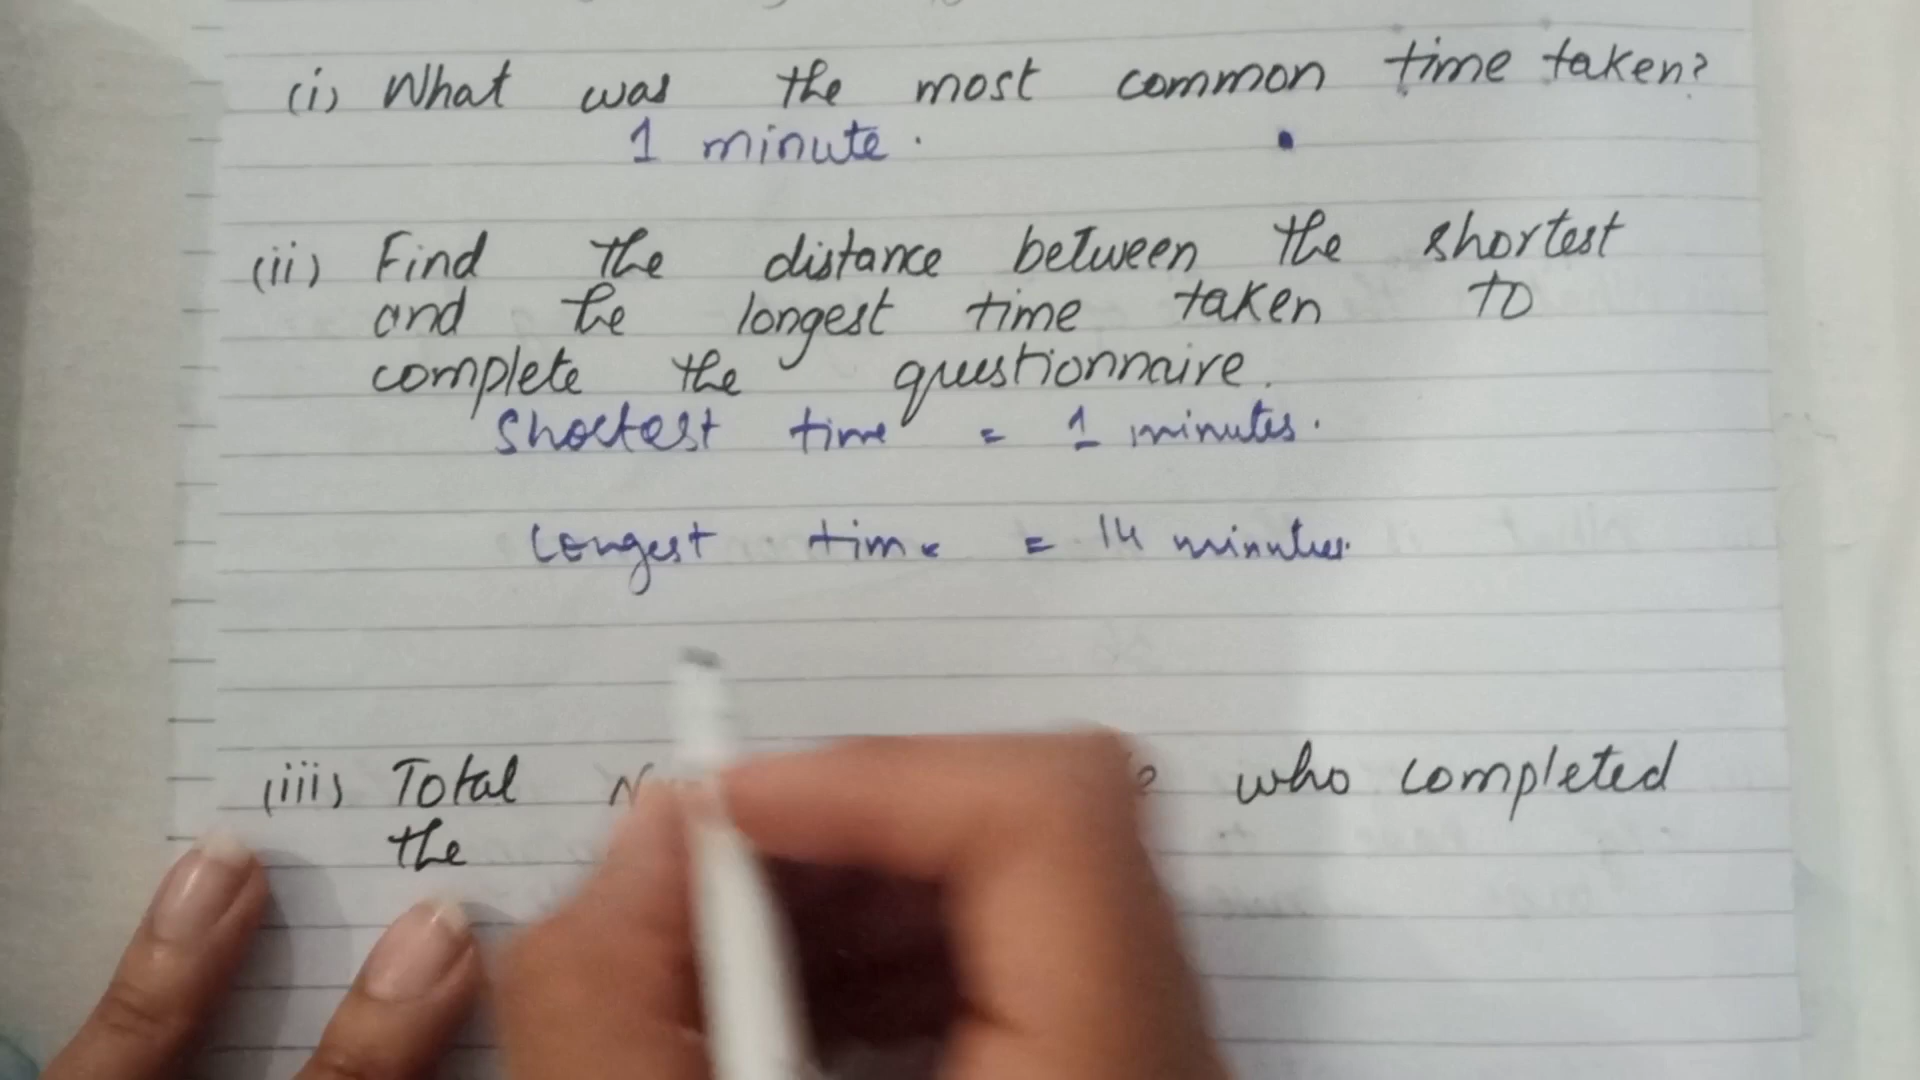 (i) What was the most common time taken?
1 minute.
(ii) Find the distance between the shortest
and the longest time taken to
complete the questionnaire.
Shortest time = 1 minutes.
Longest time = 14 minutes.
(iii) Total who completed
the